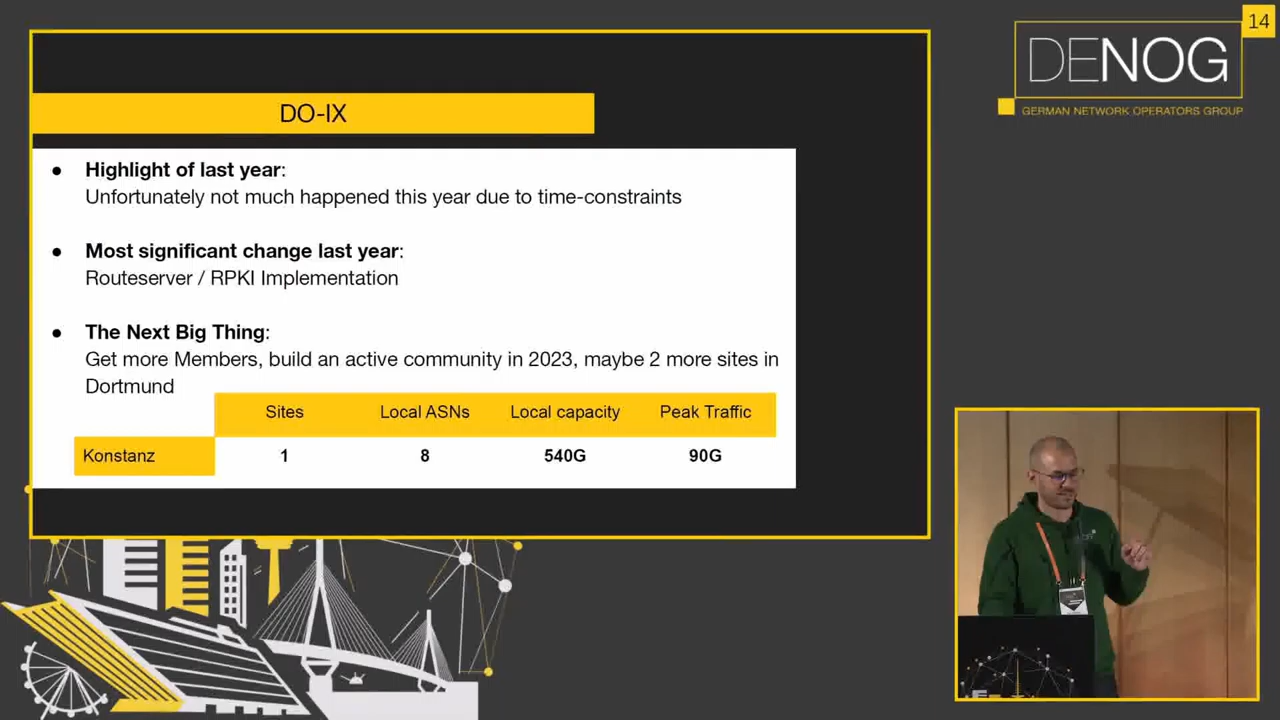 14
DENOG
GERMAN NETWORK OPERATORS GROUP
DO-IX
● Highlight of last year:
Unfortunately not much happened this year due to time-constraints
● Most significant change last year:
Routeserver / RPKI Implementation
● The Next Big Thing:
Get more Members, build an active community in 2023, maybe 2 more sites in
Dortmund
Sites Local ASNs Local capacity Peak Traffic
Konstanz 1 8 540G 90G